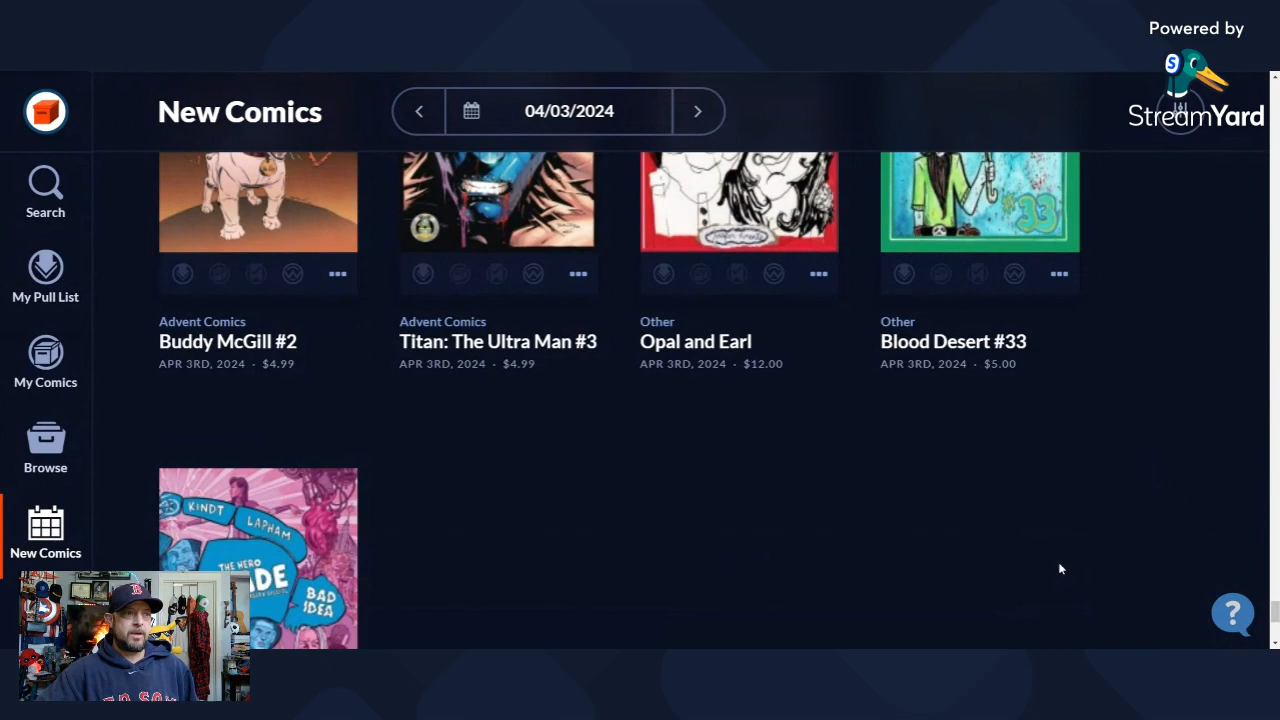 Powered by
StreamYard
New Comics
04/03/2024
Search
My Pull List
My Comics
Browse
New Comics
#33
Advent Comics
Buddy McGill #2
APR 3RD, 2024 · $4.99
Advent Comics
Titan: The Ultra Man #3
APR 3RD, 2024 · $4.99
Other
Opal and Earl
APR 3RD, 2024 · $12.00
Other
Blood Desert #33
APR 3RD, 2024 · $5.00
KINDT
LAPHAM
THE HERO
BAD
IDEA
?
B
S